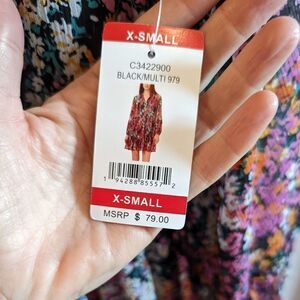 X-SMALL
C3422900
BLACK/MULTI 979
1 94288 85557 2
X-SMALL
MSRP $ 79.00